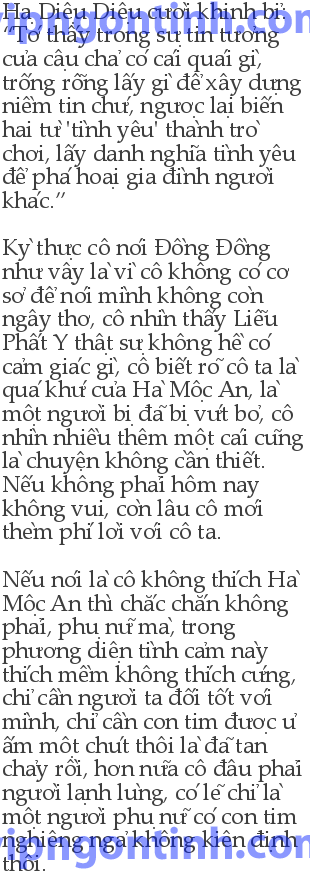 ipngontinh.com
Hạ Diệu Diệu cười khinh bỉ:
“Tớ thấy trong sự tin tưởng
của cậu chả có cái quái gì,
trống rỗng lấy gì để xây dựng
niềm tin chứ, ngược lại biến
hai từ 'tình yêu' thành trò
chơi, lấy danh nghĩa tình yêu
để phá hoại gia đình người
khác.”
Kỳ thực cô nói Đồng Đồng
như vậy là vì cô không có cơ
sở để nói mình không còn
ngây thơ, cô nhìn thấy Liễu
Phất Y thật sự không hề có
cảm giác gì, cô biết rõ cô ta là
quá khứ của Hà Mộc An, là
một người bị đã bị vứt bỏ, cô
nhìn nhiều thêm một cái cũng
là chuyện không cần thiết.
Nếu không phải hôm nay
không vui, còn lâu cô mới
thèm phí lời với cô ta.
Nếu nói là cô không thích Hà
Mộc An thì chắc chắn không
phải, phụ nữ mà, trong
phương diện tình cảm này
thích mềm không thích cứng,
chỉ cần người ta đối tốt với
mình, chỉ cần con tim được ủ
ấm một chút thôi là đã tan
chảy rồi, hơn nữa cô đâu phải
người lạnh lùng, có lẽ chỉ là
một người phụ nữ có con tim
nghiêng ngả không kiên định
thôi.
ipngontinh.com